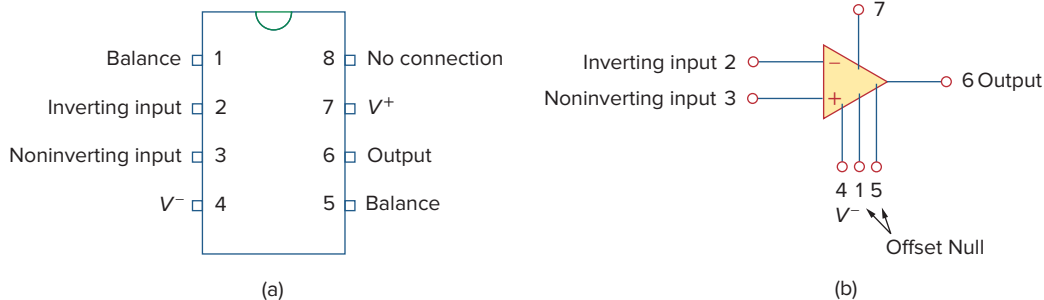 Balance 1
8 No connection
Inverting input 2
7 V⁺
Noninverting input 3
6 Output
V⁻ 4
5 Balance
(a)
7
Inverting input 2
−
Noninverting input 3
+
6 Output
4 1 5
V⁻
Offset Null
(b)